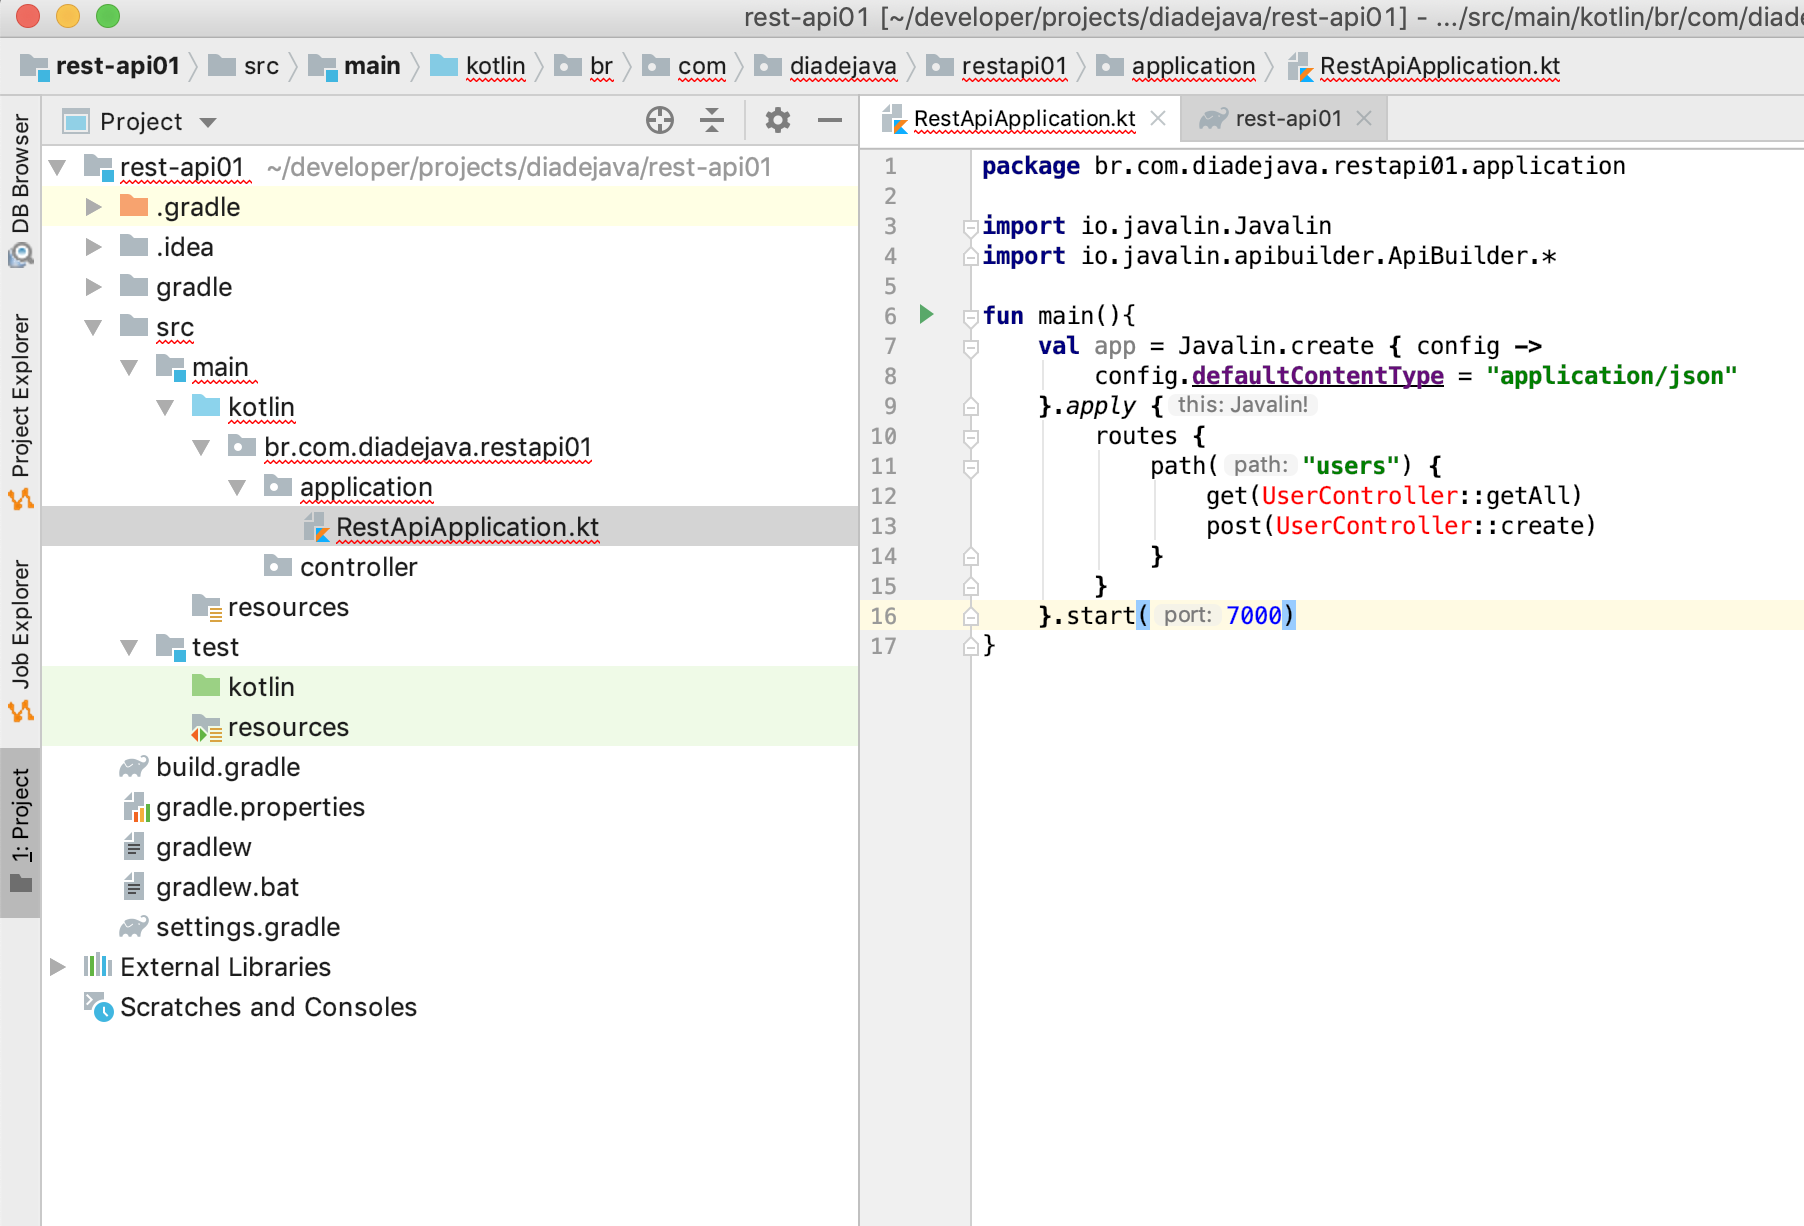 rest-api01 [~/developer/projects/diadejava/rest-api01] - .../src/main/kotlin/br/com/diade
rest-api01 src main kotlin br com diadejava restapi01 application RestApiApplication.kt
DB Browser
Project Explorer
Job Explorer
1: Project
Project
rest-api01 ~/developer/projects/diadejava/rest-api01
.gradle
.idea
gradle
src
main
kotlin
br.com.diadejava.restapi01
application
RestApiApplication.kt
controller
resources
test
kotlin
resources
build.gradle
gradle.properties
gradlew
gradlew.bat
settings.gradle
External Libraries
Scratches and Consoles
RestApiApplication.kt rest-api01
1 package br.com.diadejava.restapi01.application
2
3 import io.javalin.Javalin
4 import io.javalin.apibuilder.ApiBuilder.*
5
6 fun main(){
7 val app = Javalin.create { config ->
8 config.defaultContentType = "application/json"
9 }.apply { this: Javalin!
10 routes {
11 path( path: "users") {
12 get(UserController::getAll)
13 post(UserController::create)
14 }
15 }
16 }.start( port: 7000)
17 }